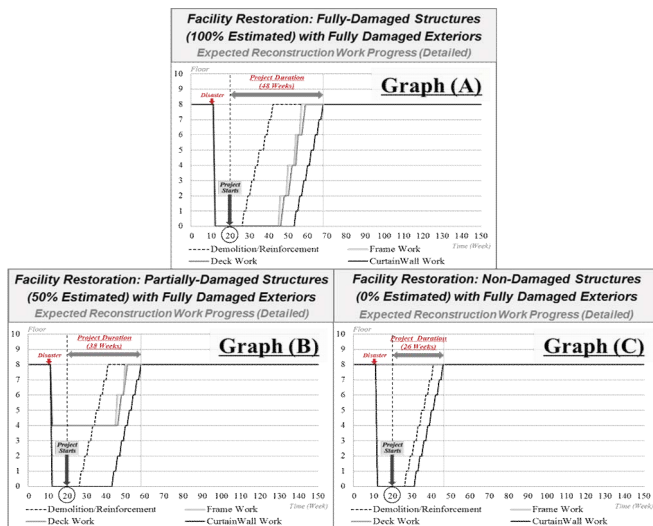 Facility Restoration: Fully-Damaged Structures
(100% Estimated) with Fully Damaged Exteriors
Expected Reconstruction Work Progress (Detailed)
Floor
10
9
8
7
6
5
4
3
2
1
0
Disaster
Project Duration
(48 Weeks)
Graph (A)
Project
Starts
0 10 20 30 40 50 60 70 80 90 100 110 120 130 140 150
Time (Week)
Demolition/Reinforcement
Frame Work
Deck Work
CurtainWall Work
Facility Restoration: Partially-Damaged Structures
(50% Estimated) with Fully Damaged Exteriors
Expected Reconstruction Work Progress (Detailed)
Floor
10
9
8
7
6
5
4
3
2
1
0
Disaster
Project Duration
(38 Weeks)
Graph (B)
Project
Starts
0 10 20 30 40 50 60 70 80 90 100 110 120 130 140 150
Time (Week)
Demolition/Reinforcement
Frame Work
Deck Work
CurtainWall Work
Facility Restoration: Non-Damaged Structures
(0% Estimated) with Fully Damaged Exteriors
Expected Reconstruction Work Progress (Detailed)
Floor
10
9
8
7
6
5
4
3
2
1
0
Disaster
Project Duration
(26 Weeks)
Graph (C)
Project
Starts
0 10 20 30 40 50 60 70 80 90 100 110 120 130 140 150
Time (Week)
Demolition/Reinforcement
Frame Work
Deck Work
CurtainWall Work